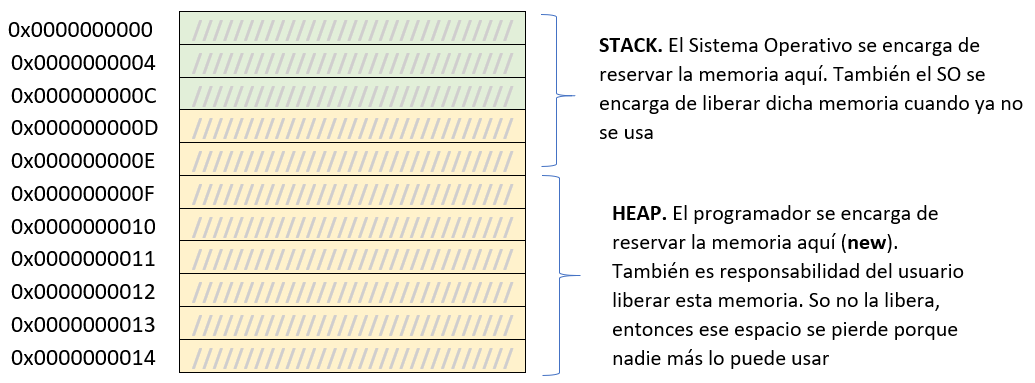 0x0000000000
0x0000000004
0x000000000C
0x000000000D
0x000000000E
0x000000000F
0x0000000010
0x0000000011
0x0000000012
0x0000000013
0x0000000014
STACK. El Sistema Operativo se encarga de
reservar la memoria aquí. También el SO se
encarga de liberar dicha memoria cuando ya no
se usa
HEAP. El programador se encarga de
reservar la memoria aquí (new).
También es responsabilidad del usuario
liberar esta memoria. So no la libera,
entonces ese espacio se pierde porque
nadie más lo puede usar